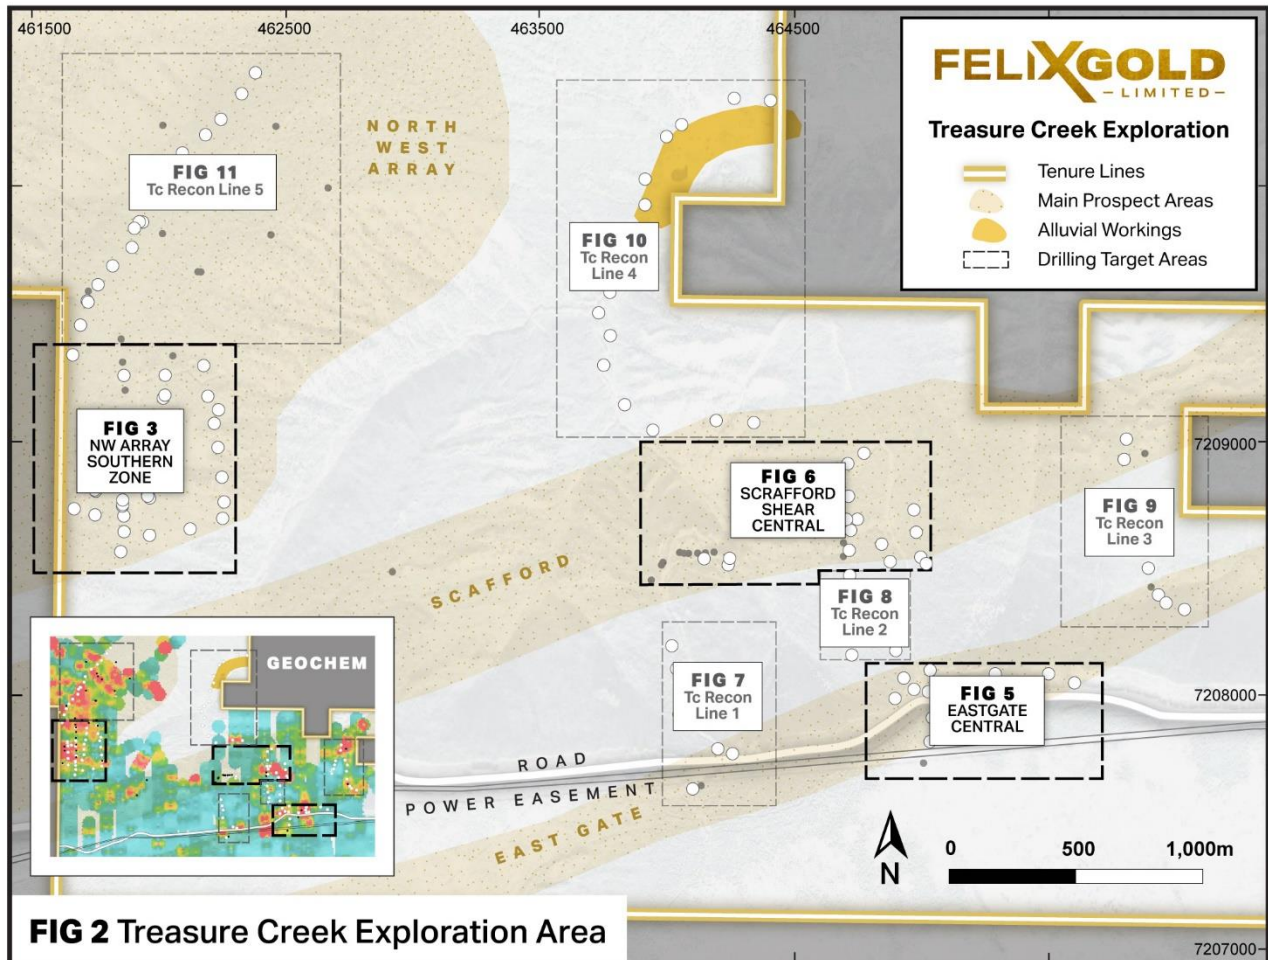 461500
462500
463500
464500
FELIXGOLD
LIMITED
Treasure Creek Exploration
Tenure Lines
Main Prospect Areas
Alluvial Workings
Drilling Target Areas
NORTH
WEST
ARRAY
FIG 11
Tc Recon Line 5
FIG 10
Tc Recon
Line 4
FIG 3
NW ARRAY
SOUTHERN
ZONE
7209000
FIG 6
SCRAFFORD
SHEAR
CENTRAL
FIG 9
Tc Recon
Line 3
SCAFFORD
FIG 8
Tc Recon
Line 2
GEOCHEM
FIG 7
Tc Recon
Line 1
FIG 5
EASTGATE
CENTRAL
7208000
ROAD
POWER EASEMENT
EAST GATE
N
0 500 1,000m
FIG 2 Treasure Creek Exploration Area
7207000